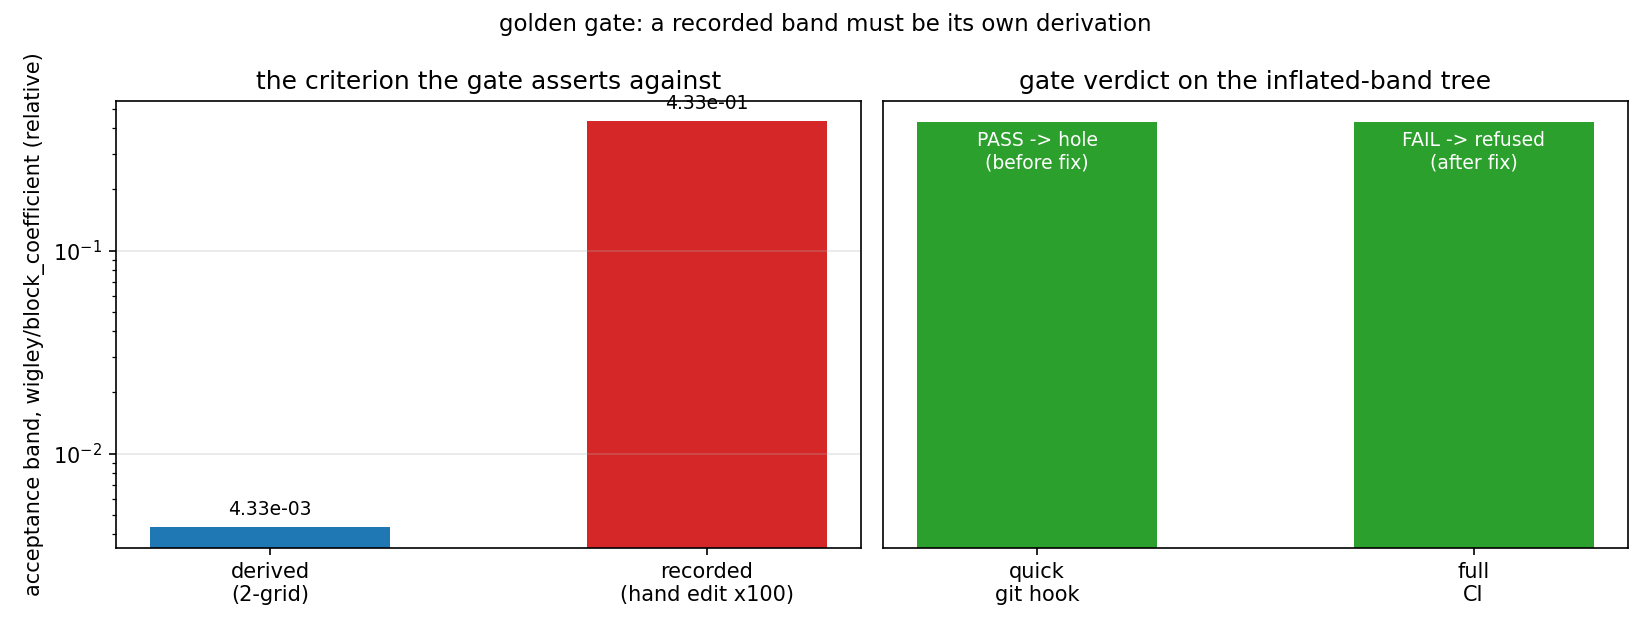 golden gate: a recorded band must be its own derivation
the criterion the gate asserts against
acceptance band, wigley/block_coefficient (relative)
10⁻¹
10⁻²
4.33e-03
4.33e-01
derived
(2-grid)
recorded
(hand edit x100)
gate verdict on the inflated-band tree
PASS -> hole
(before fix)
FAIL -> refused
(after fix)
quick
git hook
full
CI